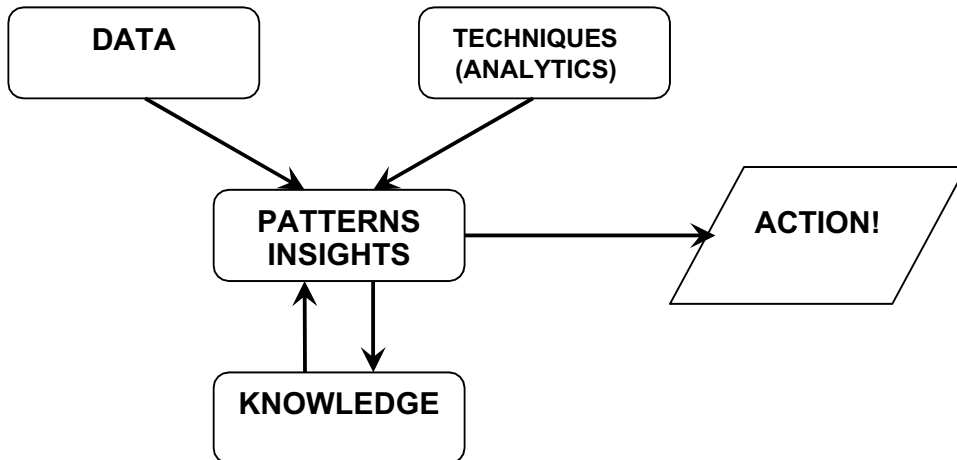 DATA
TECHNIQUES
(ANALYTICS)
PATTERNS
INSIGHTS
ACTION!
KNOWLEDGE